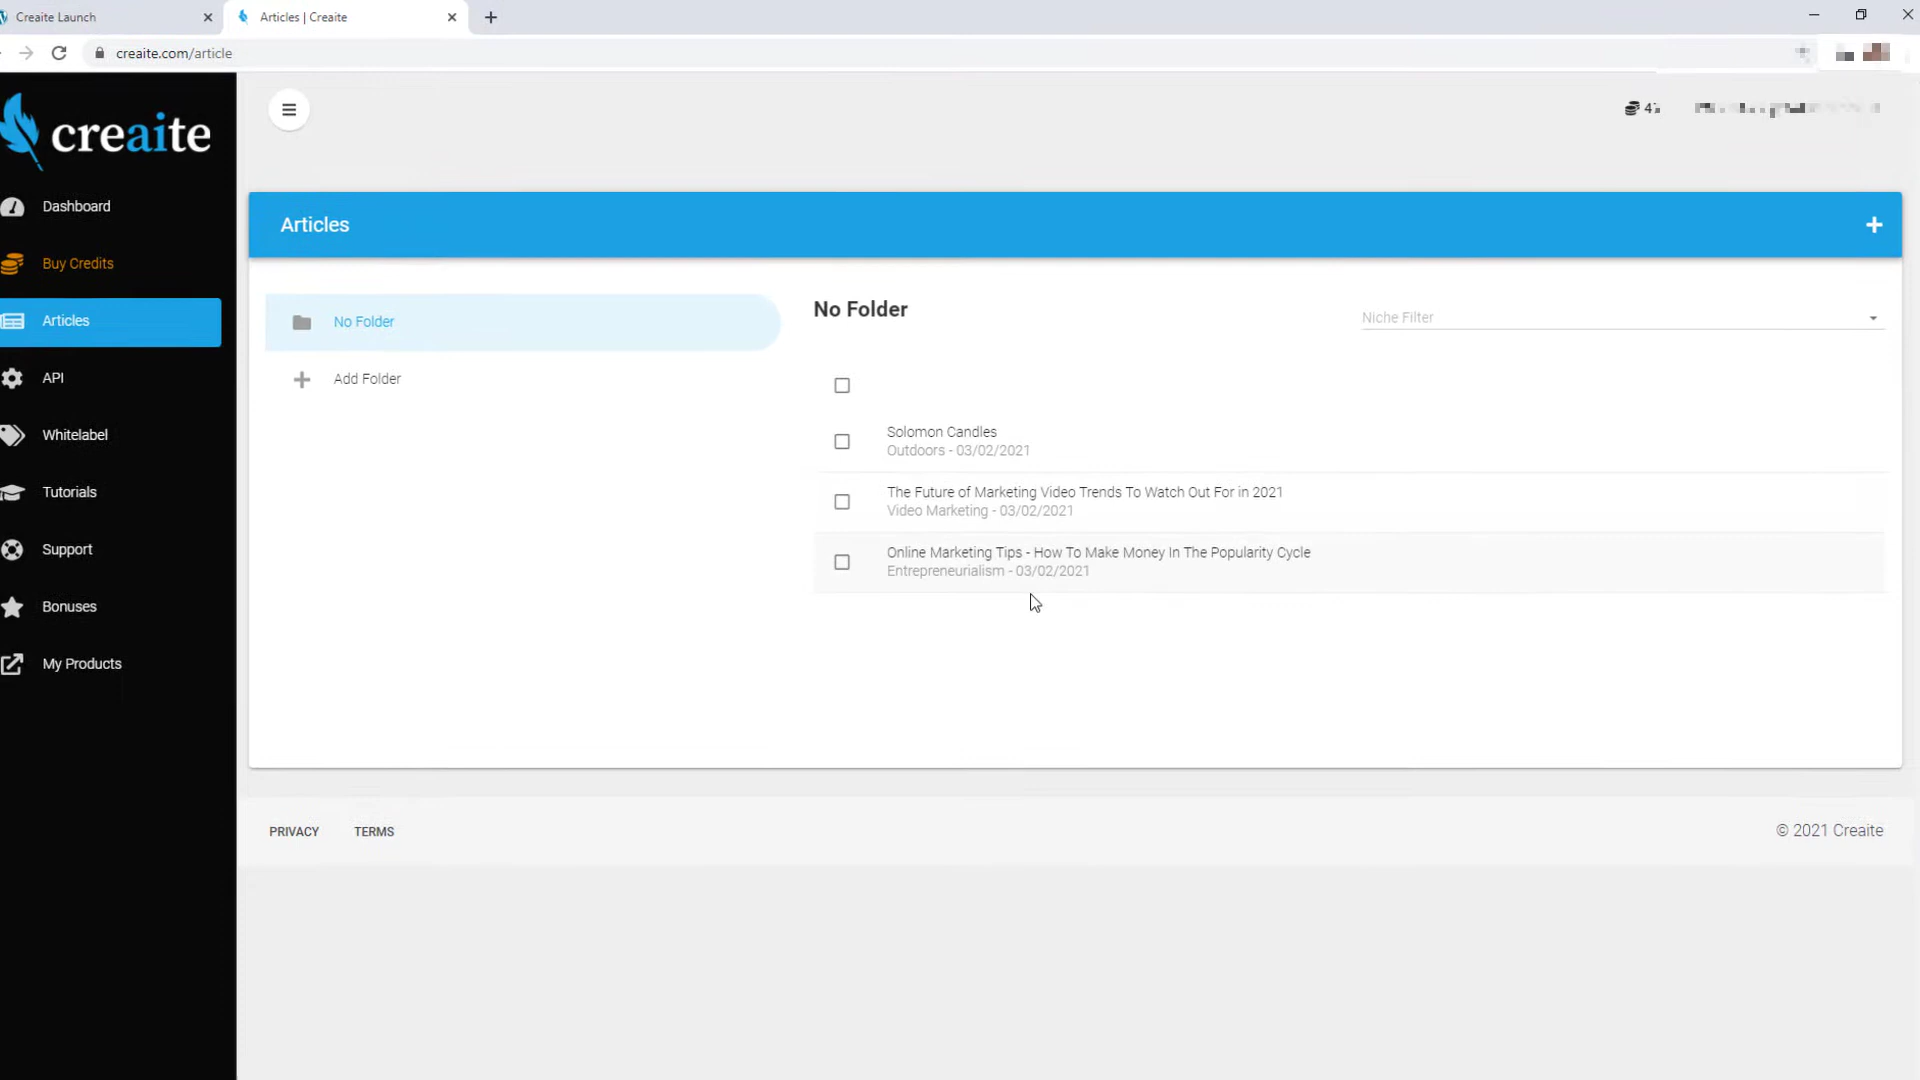 Creaite Launch
Articles | Creaite
creaite.com/article
creaite
Dashboard
Buy Credits
Articles
API
Whitelabel
Tutorials
Support
Bonuses
My Products
Articles
No Folder
Add Folder
No Folder
Niche Filter
Solomon Candles
Outdoors - 03/02/2021
The Future of Marketing Video Trends To Watch Out For in 2021
Video Marketing - 03/02/2021
Online Marketing Tips - How To Make Money In The Popularity Cycle
Entrepreneurialism - 03/02/2021
PRIVACY TERMS
© 2021 Creaite